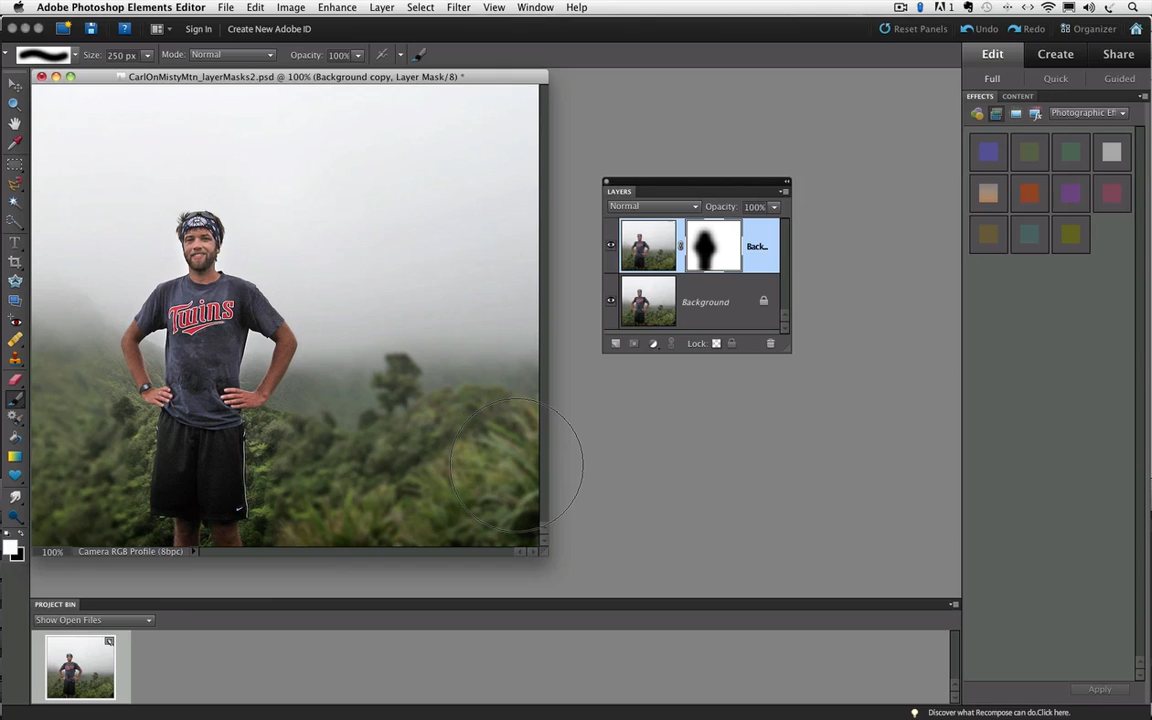 Adobe Photoshop Elements Editor File Edit Image Enhance Layer Select Filter View Window Help
1
Sign In Create New Adobe ID Reset Panels Undo Redo Organizer
Size: 250 px Mode: Normal Opacity: 100% Edit Create Share
CarlOnMistyMtn_layerMasks2.psd @ 100% (Background copy, Layer Mask/8) *
Full Quick Guided
EFFECTS CONTENT
Photographic Eff
LAYERS
Normal Opacity: 100%
Back...
Background
Lock:
Twins
100% Camera RGB Profile (8bpc)
PROJECT BIN
Show Open Files
Apply
Discover what Recompose can do.Click here.